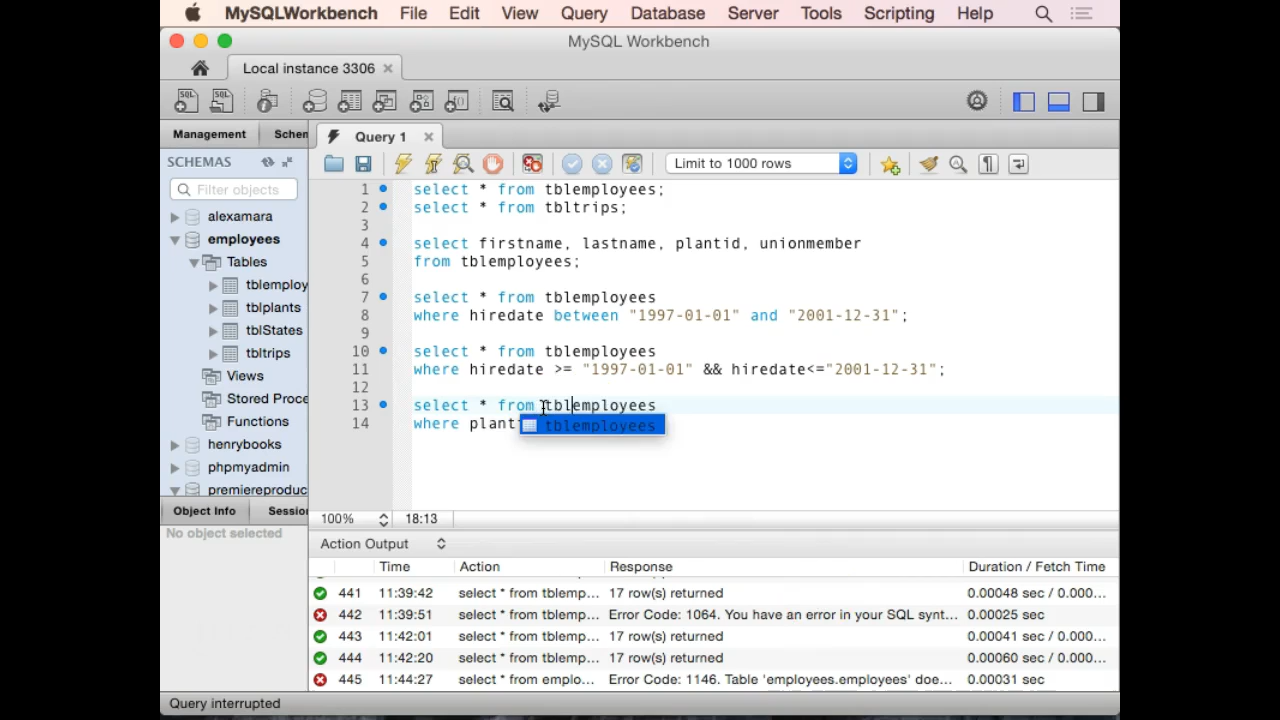 MySQLWorkbench File Edit View Query Database Server Tools Scripting Help
MySQL Workbench
Local instance 3306
Management Schen
Query 1
SCHEMAS
Limit to 1000 rows
Filter objects
alexamara
employees
Tables
tblemploy
tblplants
tblStates
tbltrips
Views
Stored Proce
Functions
henrybooks
phpmyadmin
premiereproduc
1 select * from tblemployees;
2 select * from tbltrips;
3
4 select firstname, lastname, plantid, unionmember
5 from tblemployees;
6
7 select * from tblemployees
8 where hiredate between "1997-01-01" and "2001-12-31";
9
10 select * from tblemployees
11 where hiredate >= "1997-01-01" && hiredate<="2001-12-31";
12
13 select * from tblemployees
14 where plant
tblemployees
Object Info Session
No object selected
100% 18:13
Action Output
Time Action Response Duration / Fetch Time
441 11:39:42 select * from tblemp... 17 row(s) returned 0.00048 sec / 0.000...
442 11:39:51 select * from tblemp... Error Code: 1064. You have an error in your SQL synt... 0.00025 sec
443 11:42:01 select * from tblemp... 17 row(s) returned 0.00041 sec / 0.000...
444 11:42:20 select * from tblemp... 17 row(s) returned 0.00060 sec / 0.000...
445 11:44:27 select * from emplo... Error Code: 1146. Table 'employees.employees' doe... 0.00031 sec
Query interrupted